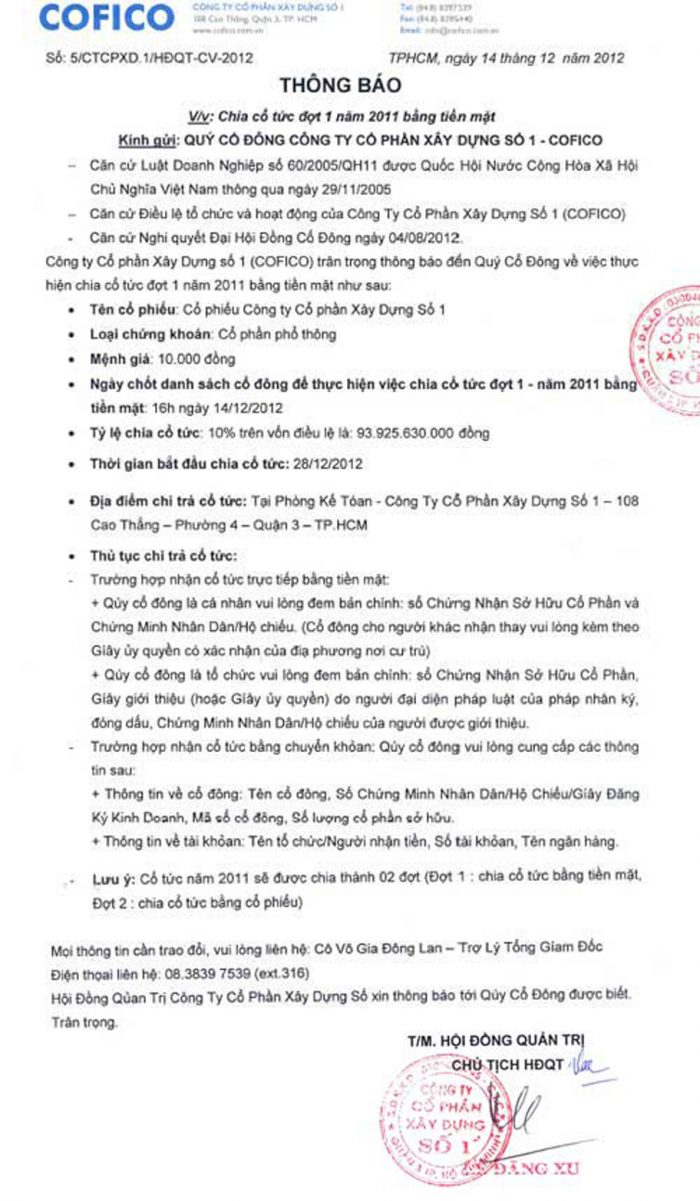 COFICO
CÔNG TY CỔ PHẦN XÂY DỰNG SỐ 1
108 Cao Thắng, Quận 3, TP. HCM
www.cofico.com.vn
Tel: (84.8) 8397539
Fax: (84.8) 8395440
Email: info@cofico.com.vn
Số: 5/CTCPXD.1/HĐQT-CV-2012
TPHCM, ngày 14 tháng 12 năm 2012
THÔNG BÁO
V/v: Chia cổ tức đợt 1 năm 2011 bằng tiền mặt
Kính gửi: QUÝ CỔ ĐÔNG CÔNG TY CỔ PHẦN XÂY DỰNG SỐ 1 - COFICO
– Căn cứ Luật Doanh Nghiệp số 60/2005/QH11 được Quốc Hội Nước Cộng Hòa Xã Hội
Chủ Nghĩa Việt Nam thông qua ngày 29/11/2005
– Căn cứ Điều lệ tổ chức và hoạt động của Công Ty Cổ Phần Xây Dựng Số 1 (COFICO)
- Căn cứ Nghị quyết Đại Hội Đồng Cổ Đông ngày 04/08/2012.
Công ty Cổ phần Xây Dựng số 1 (COFICO) trân trọng thông báo đến Quý Cổ Đông về việc thực
hiện chia cổ tức đợt 1 năm 2011 bằng tiền mặt như sau:
• Tên cổ phiếu: Cổ phiếu Công ty Cổ phần Xây Dựng Số 1
• Loại chứng khoán: Cổ phần phổ thông
• Mệnh giá: 10.000 đồng
• Ngày chốt danh sách cổ đông để thực hiện việc chia cổ tức đợt 1 - năm 2011 bằng
tiền mặt: 16h ngày 14/12/2012
• Tỷ lệ chia cổ tức: 10% trên vốn điều lệ là: 93.925.630.000 đồng
• Thời gian bắt đầu chia cổ tức: 28/12/2012
• Địa điểm chi trả cổ tức: Tại Phòng Kế Tóan - Công Ty Cổ Phần Xây Dựng Số 1 – 108
Cao Thắng – Phường 4 – Quận 3 – TP.HCM
• Thủ tục chi trả cổ tức:
- Trường hợp nhận cổ tức trực tiếp bằng tiền mặt:
+ Qúy cổ đông là cá nhân vui lòng đem bản chính: sổ Chứng Nhận Sở Hữu Cổ Phần và
Chứng Minh Nhân Dân/Hộ chiếu. (Cổ đông cho người khác nhận thay vui lòng kèm theo
Giấy ủy quyền có xác nhận của địa phương nơi cư trú)
+ Qúy cổ đông là tổ chức vui lòng đem bản chính: sổ Chứng Nhận Sở Hữu Cổ Phần,
Giấy giới thiệu (hoặc Giấy ủy quyền) do người đại diện pháp luật của pháp nhân ký,
đóng dấu, Chứng Minh Nhân Dân/Hộ chiếu của người được giới thiệu.
- Trường hợp nhận cổ tức bằng chuyển khỏan: Qúy cổ đông vui lòng cung cấp các thông
tin sau:
+ Thông tin về cổ đông: Tên cổ đông, Số Chứng Minh Nhân Dân/Hộ Chiếu/Giấy Đăng
Ký Kinh Doanh, Mã số cổ đông, Số lượng cổ phần sở hữu.
+ Thông tin về tài khỏan: Tên tổ chức/Người nhận tiền, Số tài khỏan, Tên ngân hàng.
- Lưu ý: Cổ tức năm 2011 sẽ được chia thành 02 đợt (Đợt 1 : chia cổ tức bằng tiền mặt,
Đợt 2 : chia cổ tức bằng cổ phiếu)
Mọi thông tin cần trao đổi, vui lòng liên hệ: Cô Võ Gia Đông Lan – Trợ Lý Tổng Giám Đốc
Điện thọai liên hệ: 08.3839 7539 (ext.316)
Hội Đồng Qủan Trị Công Ty Cổ Phần Xây Dựng Số xin thông báo tới Qúy Cổ Đông được biết.
Trân trọng.
T/M. HỘI ĐỒNG QUẢN TRỊ
CHỦ TỊCH HĐQT
CÔNG TY
CỔ PHẦN
XÂY DỰNG
SỐ 1
ĐĂNG XU